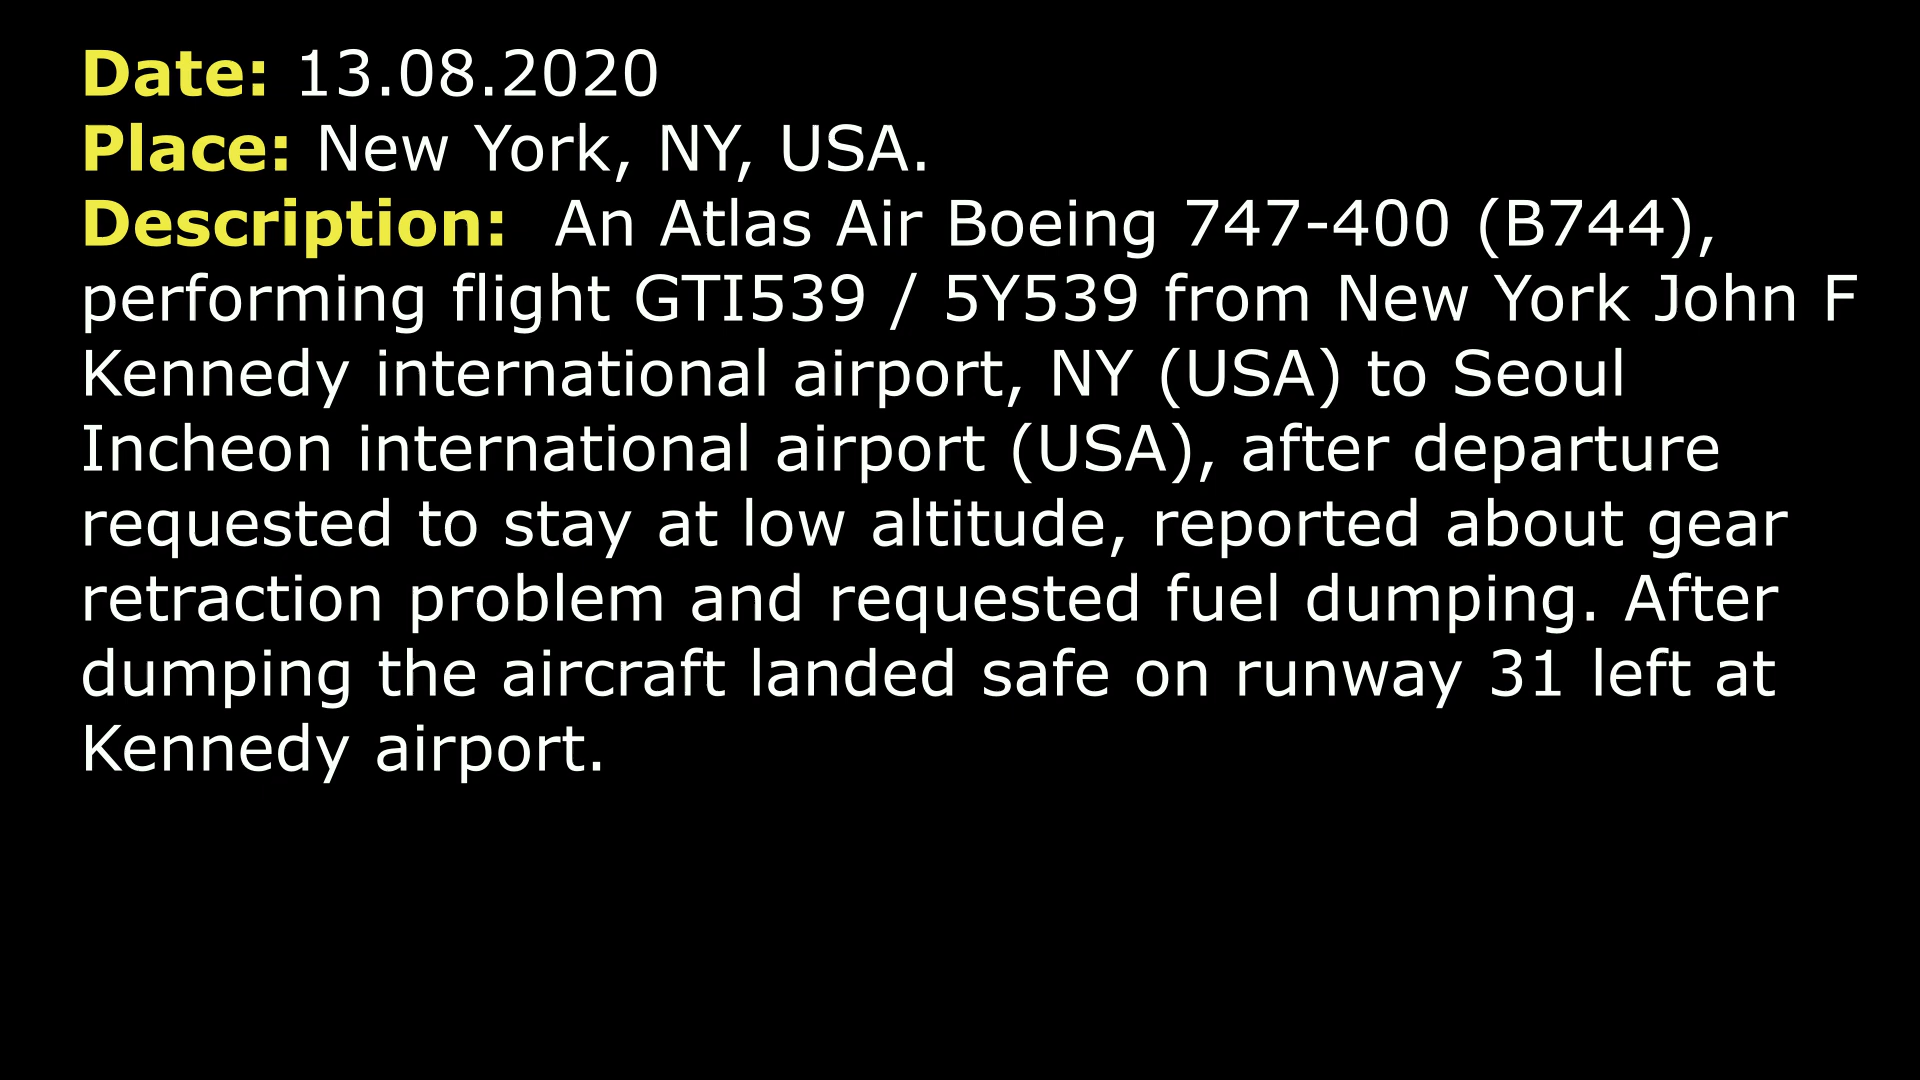 Date: 13.08.2020
Place: New York, NY, USA.
Description:  An Atlas Air Boeing 747-400 (B744),
performing flight GTI539 / 5Y539 from New York John F
Kennedy international airport, NY (USA) to Seoul
Incheon international airport (USA), after departure
requested to stay at low altitude, reported about gear
retraction problem and requested fuel dumping. After
dumping the aircraft landed safe on runway 31 left at
Kennedy airport.